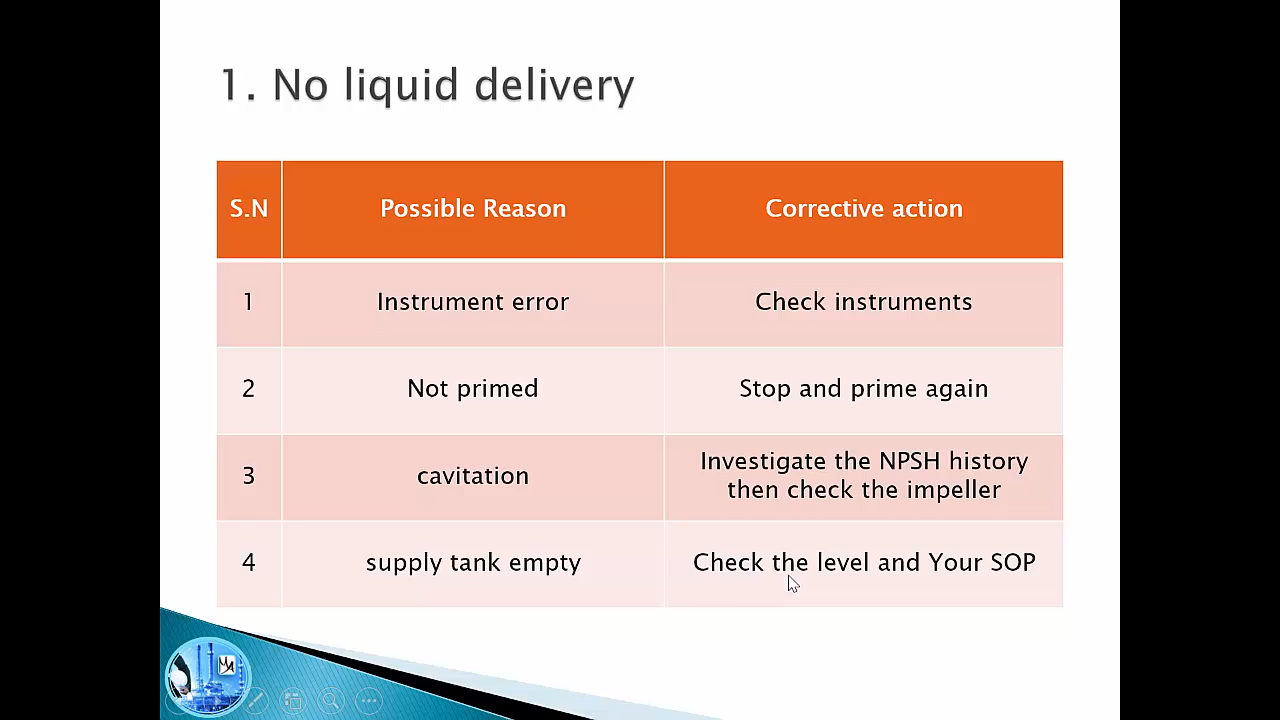 1. No liquid delivery
S.N Possible Reason Corrective action
1 Instrument error Check instruments
2 Not primed Stop and prime again
3 cavitation Investigate the NPSH history
then check the impeller
4 supply tank empty Check the level and Your SOP
MA